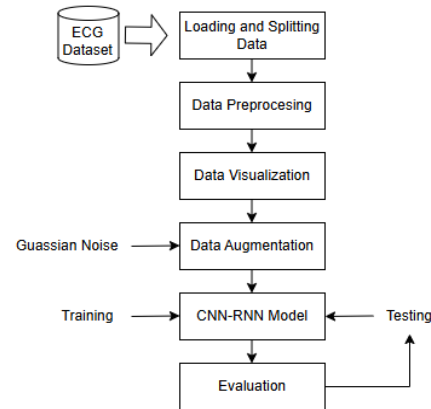 ECG
Dataset
Loading and Splitting
Data
Data Preprocesing
Data Visualization
Guassian Noise
Data Augmentation
Training
CNN-RNN Model
Testing
Evaluation